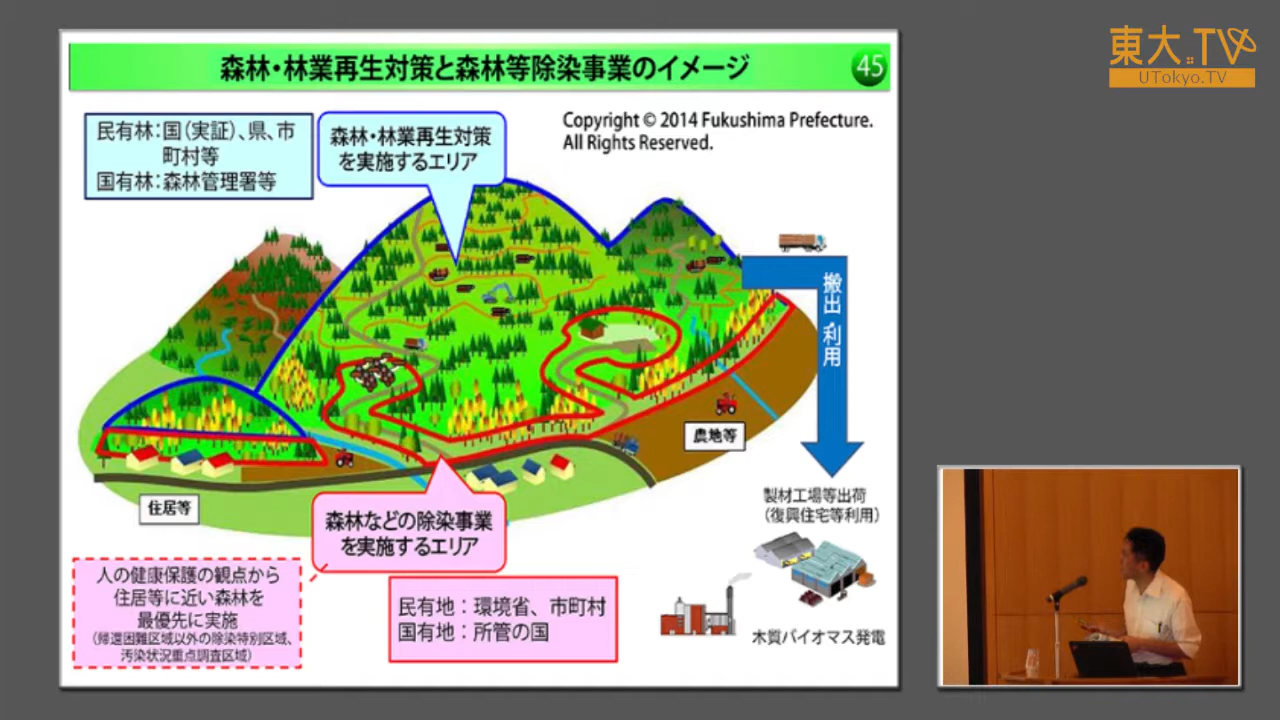 森林・林業再生対策と森林等除染事業のイメージ
45
東大.TV
UTokyo.TV
民有林：国（実証）、県、市
町村等
国有林：森林管理署等
森林・林業再生対策
を実施するエリア
Copyright © 2014 Fukushima Prefecture.
All Rights Reserved.
搬出・利用
農地等
住居等
製材工場等出荷
（復興住宅等利用）
森林などの除染事業
を実施するエリア
人の健康保護の観点から
住居等に近い森林を
最優先に実施
（帰還困難区域以外の除染特別区域、
汚染状況重点調査区域）
民有地：環境省、市町村
国有地：所管の国
木質バイオマス発電